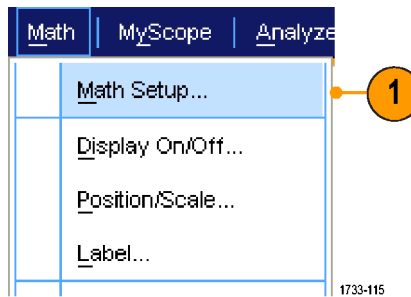 Math MyScope Analyze
Math Setup... 1
Display On/Off...
Position/Scale...
Label...
1733-115